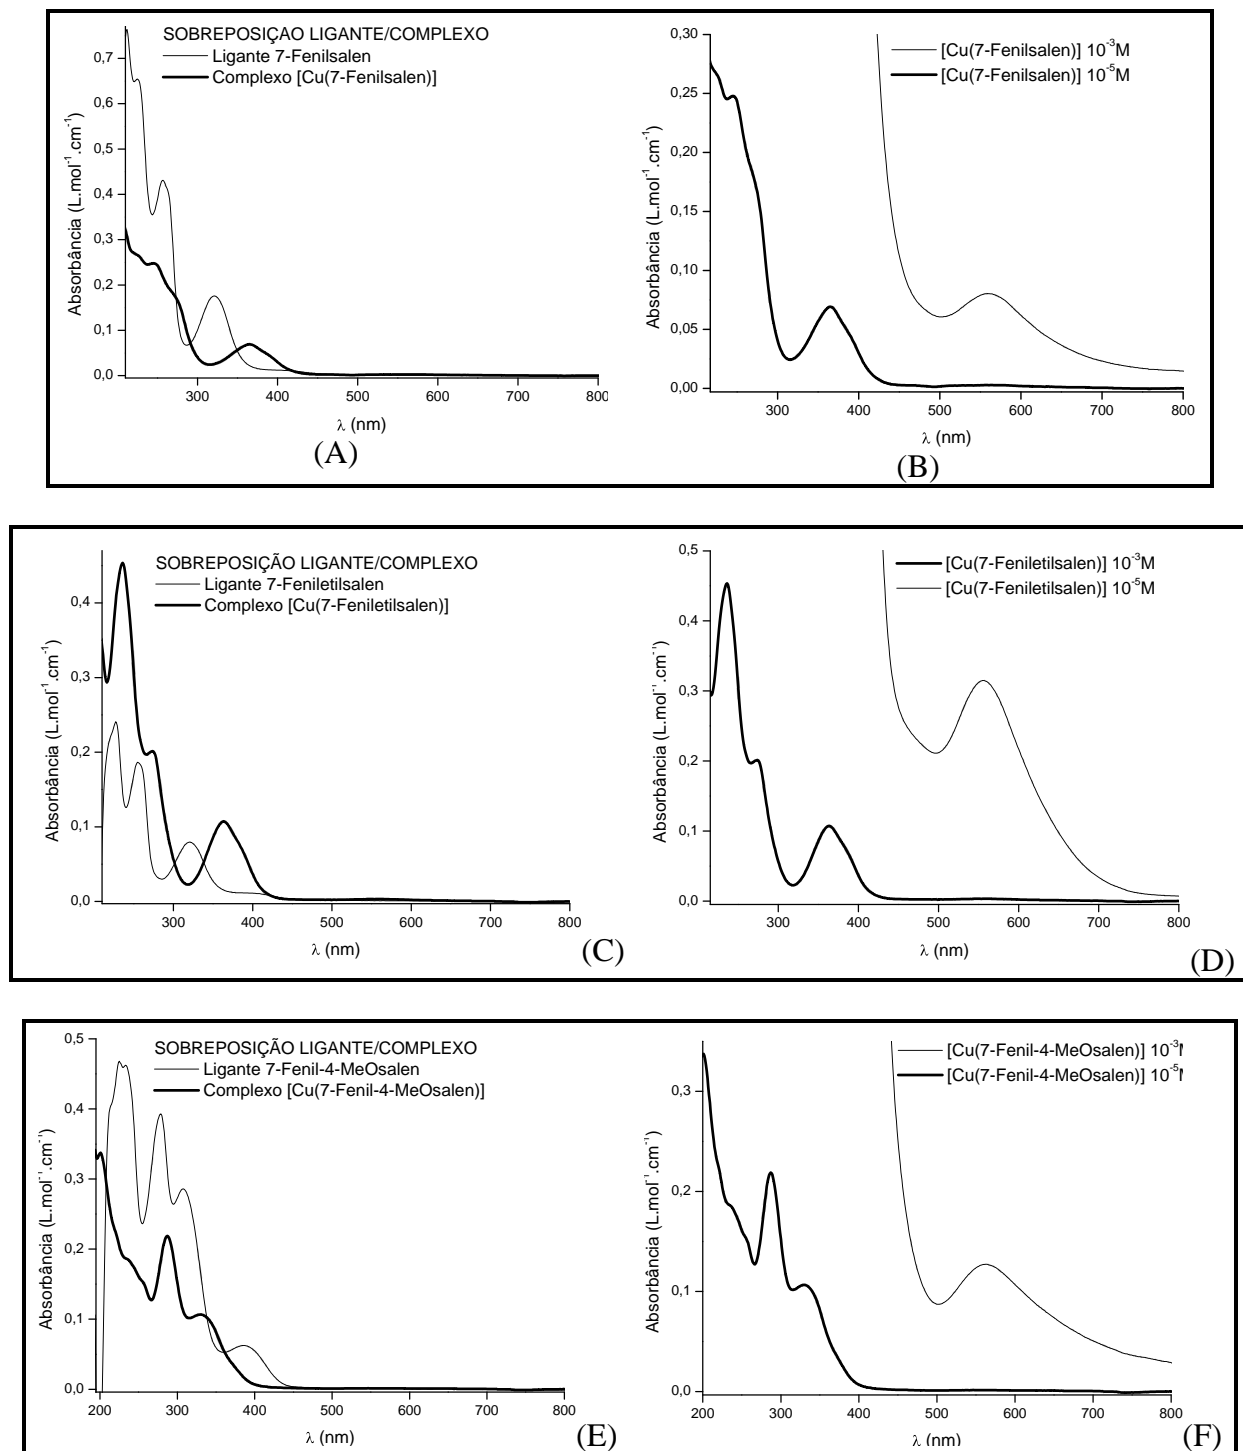 SOBREPOSIÇAO LIGANTE/COMPLEXO
Ligante 7-Fenilsalen
Complexo [Cu(7-Fenilsalen)]
Absorbância (L.mol⁻¹.cm⁻¹)
0,7
0,6
0,5
0,4
0,3
0,2
0,1
0,0
300 400 500 600 700 800
λ (nm)
(A)
[Cu(7-Fenilsalen)] 10⁻³M
[Cu(7-Fenilsalen)] 10⁻⁵M
Absorbância (L.mol⁻¹.cm⁻¹)
0,30
0,25
0,20
0,15
0,10
0,05
0,00
300 400 500 600 700 800
λ (nm)
(B)
SOBREPOSIÇÃO LIGANTE/COMPLEXO
Ligante 7-Feniletilsalen
Complexo [Cu(7-Feniletilsalen)]
Absorbância (L.mol⁻¹.cm⁻¹)
0,4
0,3
0,2
0,1
0,0
300 400 500 600 700 800
λ (nm)
(C)
[Cu(7-Feniletilsalen)] 10⁻³M
[Cu(7-Feniletilsalen)] 10⁻⁵M
Absorbância (L.mol⁻¹.cm⁻¹)
0,5
0,4
0,3
0,2
0,1
0,0
300 400 500 600 700 800
λ (nm)
(D)
SOBREPOSIÇÃO LIGANTE/COMPLEXO
Ligante 7-Fenil-4-MeOsalen
Complexo [Cu(7-Fenil-4-MeOsalen)]
Absorbância (L.mol⁻¹.cm⁻¹)
0,5
0,4
0,3
0,2
0,1
0,0
200 300 400 500 600 700 800
λ (nm)
(E)
[Cu(7-Fenil-4-MeOsalen)] 10⁻³M
[Cu(7-Fenil-4-MeOsalen)] 10⁻⁵M
Absorbância (L.mol⁻¹.cm⁻¹)
0,3
0,2
0,1
0,0
200 300 400 500 600 700 800
λ (nm)
(F)